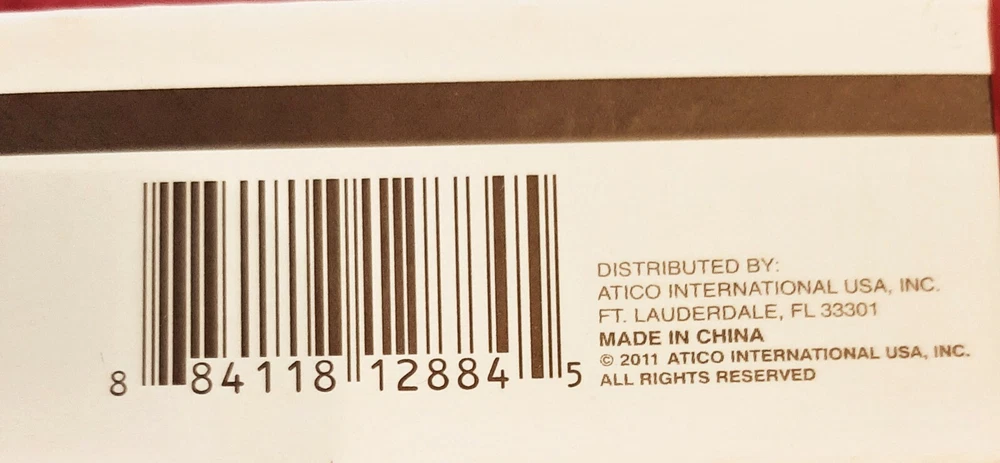 8 84118 12884 5
DISTRIBUTED BY:
ATICO INTERNATIONAL USA, INC.
FT. LAUDERDALE, FL 33301
MADE IN CHINA
© 2011 ATICO INTERNATIONAL USA, INC.
ALL RIGHTS RESERVED